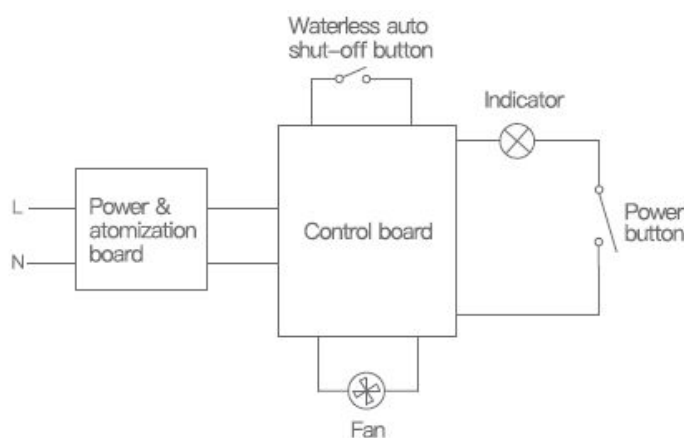 Waterless auto
shut-off button
Indicator
L
Power &
atomization
board
N
Control board
Power
button
Fan